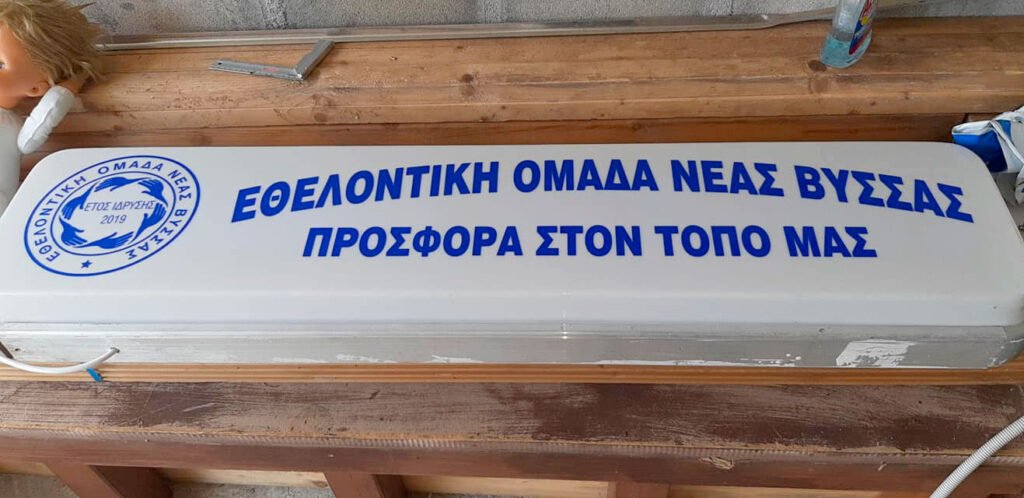 ΕΘΕΛΟΝΤΙΚΗ ΟΜΑΔΑ ΝΕΑΣ ΒΥΣΣΑΣ
ΕΤΟΣ ΙΔΡΥΣΗΣ
2019
ΕΘΕΛΟΝΤΙΚΗ ΟΜΑΔΑ ΝΕΑΣ ΒΥΣΣΑΣ
ΠΡΟΣΦΟΡΑ ΣΤΟΝ ΤΟΠΟ ΜΑΣ